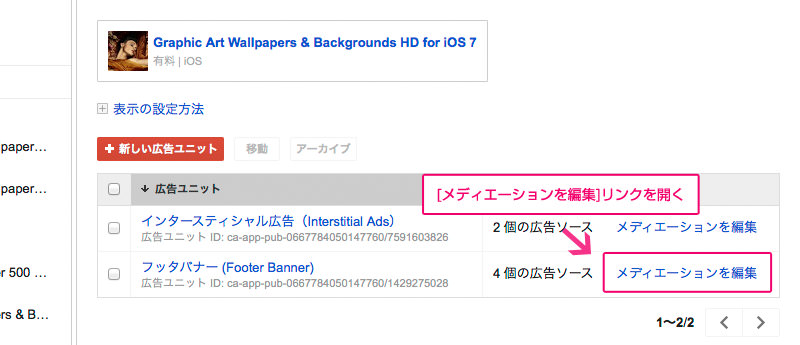 Graphic Art Wallpapers & Backgrounds HD for iOS 7
有料 | iOS
表示の設定方法
paper…
新しい広告ユニット 移動 アーカイブ
paper…
広告ユニット
[メディエーションを編集]リンクを開く
インタースティシャル広告（Interstitial Ads） 2 個の広告ソース メディエーションを編集
広告ユニット ID: ca-app-pub-0667784050147760/7591603826
フッタバナー (Footer Banner) 4 個の広告ソース メディエーションを編集
広告ユニット ID: ca-app-pub-0667784050147760/1429275028
r 500 …
rs & B…
1〜2/2